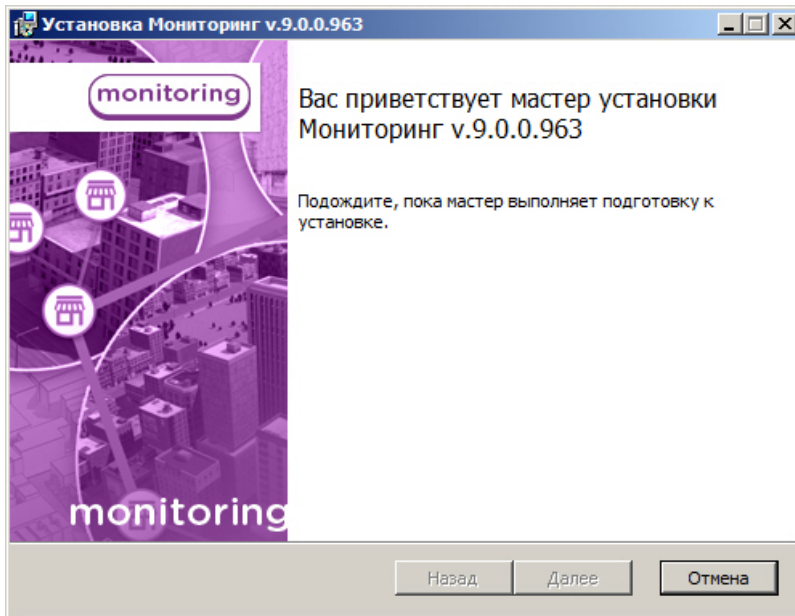 Установка Мониторинг v.9.0.0.963
monitoring
Вас приветствует мастер установки
Мониторинг v.9.0.0.963
Подождите, пока мастер выполняет подготовку к
установке.
monitoring
Назад
Далее
Отмена